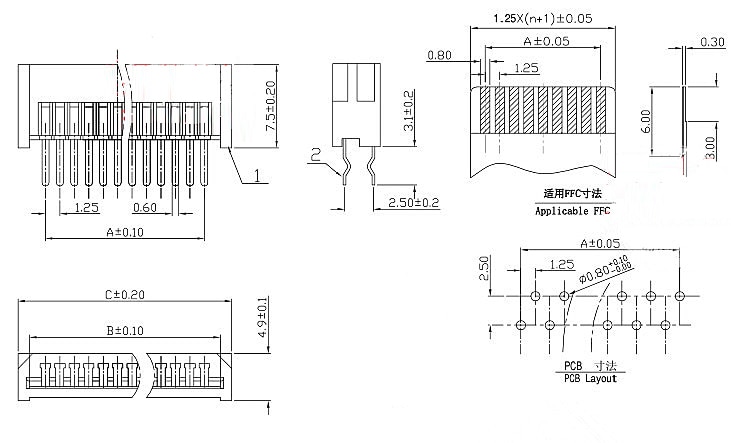 1.25X(n+1)±0.05
A±0.05
0.80
1.25
0.30
7.5±0.20
3.1±0.2
6.00
3.00
1
2
1.25
0.60
2.50±0.2
A±0.10
适用FFC寸法
Applicable FFC
A±0.05
2.50
1.25
ø0.80+0.10
-0.00
C±0.20
B±0.10
4.9±0.1
PCB 寸法
PCB Layout